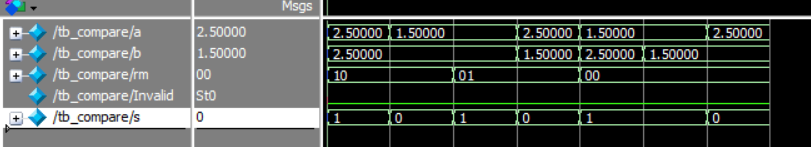 Msgs
/tb_compare/a 2.50000 2.50000 1.50000 2.50000 1.50000 2.50000
/tb_compare/b 1.50000 2.50000 1.50000 2.50000 1.50000
/tb_compare/rm 00 10 01 00
/tb_compare/Invalid St0
/tb_compare/s 0 1 0 1 0 1 0